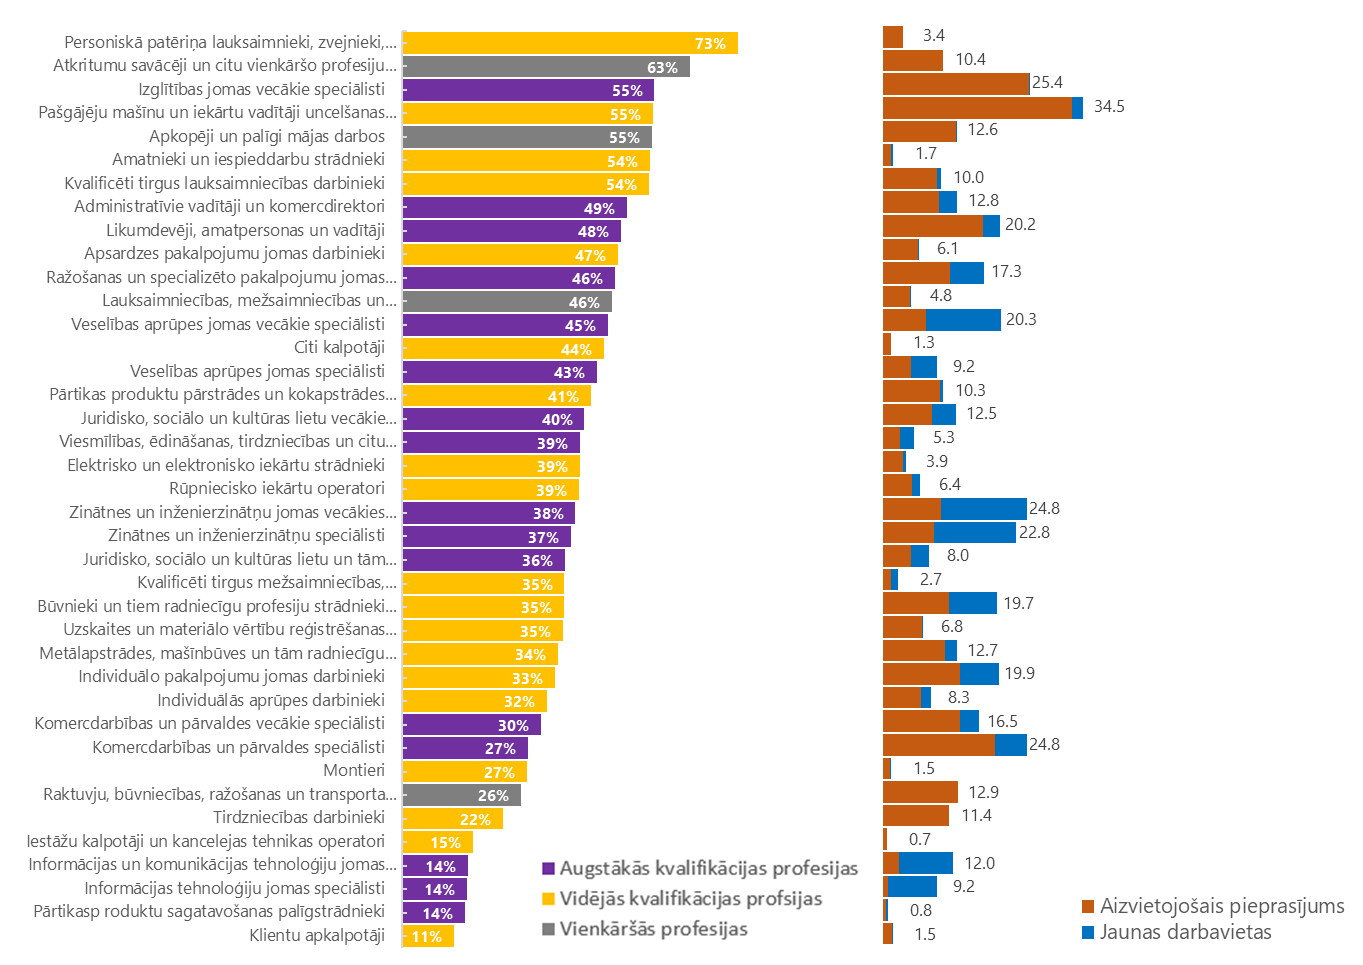 Personiskā patēriņa lauksaimnieki, zvejnieki,... 73% 3.4
Atkritumu savācēji un citu vienkāršo profesiju... 63% 10.4
Izglītības jomas vecākie speciālisti 55% 25.4
Pašgājēju mašīnu un iekārtu vadītāji uncelšanas... 55% 34.5
Apkopēji un palīgi mājas darbos 55% 12.6
Amatnieki un iespieddarbu strādnieki 54% 1.7
Kvalificēti tirgus lauksaimniecības darbinieki 54% 10.0
Administratīvie vadītāji un komercdirektori 49% 12.8
Likumdevēji, amatpersonas un vadītāji 48% 20.2
Apsardzes pakalpojumu jomas darbinieki 47% 6.1
Ražošanas un specializēto pakalpojumu jomas... 46% 17.3
Lauksaimniecības, mežsaimniecības un... 46% 4.8
Veselības aprūpes jomas vecākie speciālisti 45% 20.3
Citi kalpotāji 44% 1.3
Veselības aprūpes jomas speciālisti 43% 9.2
Pārtikas produktu pārstrādes un kokapstrādes... 41% 10.3
Juridisko, sociālo un kultūras lietu vecākie... 40% 12.5
Viesmīlības, ēdināšanas, tirdzniecības un citu... 39% 5.3
Elektrisko un elektronisko iekārtu strādnieki 39% 3.9
Rūpniecisko iekārtu operatori 39% 6.4
Zinātnes un inženierzinātņu jomas vecākies... 38% 24.8
Zinātnes un inženierzinātņu speciālisti 37% 22.8
Juridisko, sociālo un kultūras lietu un tām... 36% 8.0
Kvalificēti tirgus mežsaimniecības,... 35% 2.7
Būvnieki un tiem radniecīgu profesiju strādnieki... 35% 19.7
Uzskaites un materiālo vērtību reģistrēšanas... 35% 6.8
Metālapstrādes, mašīnbūves un tām radniecīgu... 34% 12.7
Individuālo pakalpojumu jomas darbinieki 33% 19.9
Individuālās aprūpes darbinieki 32% 8.3
Komercdarbības un pārvaldes vecākie speciālisti 30% 16.5
Komercdarbības un pārvaldes speciālisti 27% 24.8
Montieri 27% 1.5
Raktuvju, būvniecības, ražošanas un transporta... 26% 12.9
Tirdzniecības darbinieki 22% 11.4
Iestāžu kalpotāji un kancelejas tehnikas operatori 15% 0.7
Informācijas un komunikācijas tehnoloģiju jomas... 14% 12.0
Informācijas tehnoloģiju jomas speciālisti 14% 9.2
Pārtikasp roduktu sagatavošanas palīgstrādnieki 14% 0.8
Klientu apkalpotāji 11% 1.5
Augstākās kvalifikācijas profesijas
Vidējās kvalifikācijas profsijas
Vienkāršās profesijas
Aizvietojošais pieprasījums
Jaunas darbavietas